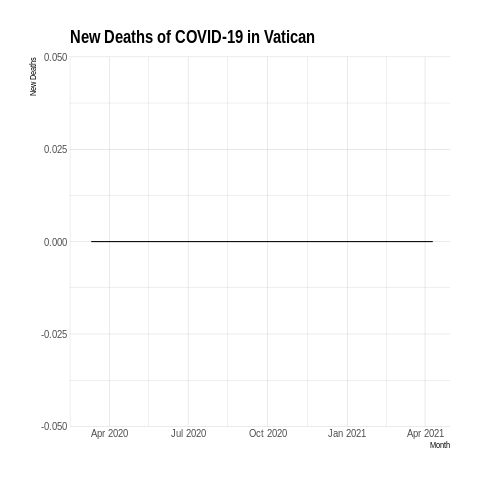 New Deaths of COVID-19 in Vatican
New Deaths
0.050
0.025
0.000
-0.025
-0.050
Apr 2020 Jul 2020 Oct 2020 Jan 2021 Apr 2021
Month